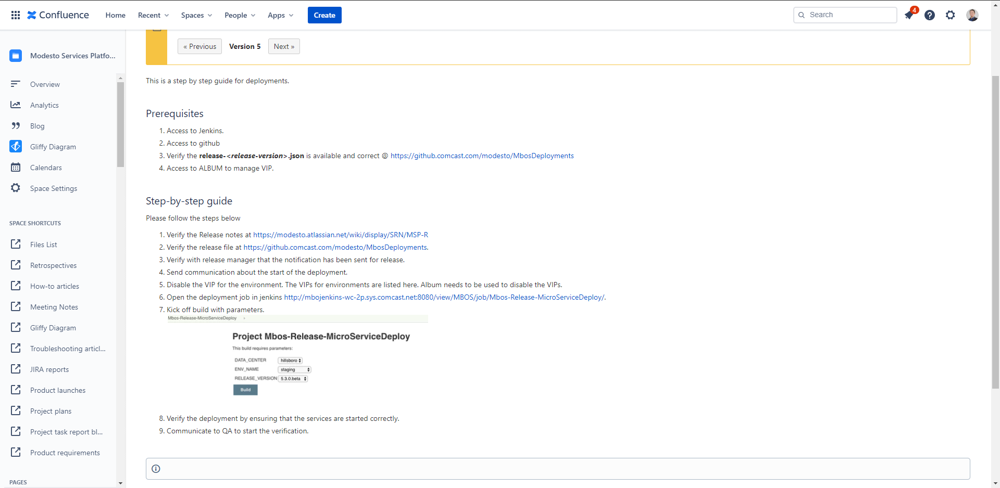 Confluence
Home
Recent
Spaces
People
Apps
Create
Search
4
Modesto Services Platfo...
Overview
Analytics
Blog
Gliffy Diagram
Calendars
Space Settings
SPACE SHORTCUTS
Files List
Retrospectives
How-to articles
Meeting Notes
Gliffy Diagram
Troubleshooting articl...
JIRA reports
Product launches
Project plans
Project task report bl...
Product requirements
PAGES
« Previous Version 5 Next »
This is a step by step guide for deployments.
Prerequisites
1. Access to Jenkins.
2. Access to github
3. Verify the release-<release-version>.json is available and correct @ https://github.comcast.com/modesto/MbosDeployments
4. Access to ALBUM to manage VIP.
Step-by-step guide
Please follow the steps below
1. Verify the Release notes at https://modesto.atlassian.net/wiki/display/SRN/MSP-R
2. Verify the release file at https://github.comcast.com/modesto/MbosDeployments.
3. Verify with release manager that the notification has been sent for release.
4. Send communication about the start of the deployment.
5. Disable the VIP for the environment. The VIPs for environments are listed here. Album needs to be used to disable the VIPs.
6. Open the deployment job in jenkins http://mbojenkins-wc-2p.sys.comcast.net:8080/view/MBOS/job/Mbos-Release-MicroServiceDeploy/.
7. Kick off build with parameters.
Mbos-Release-MicroServiceDeploy
Project Mbos-Release-MicroServiceDeploy
This build requires parameters:
DATA_CENTER hillsboro
ENV_NAME staging
RELEASE_VERSION 5.3.0.beta
Build
8. Verify the deployment by ensuring that the services are started correctly.
9. Communicate to QA to start the verification.